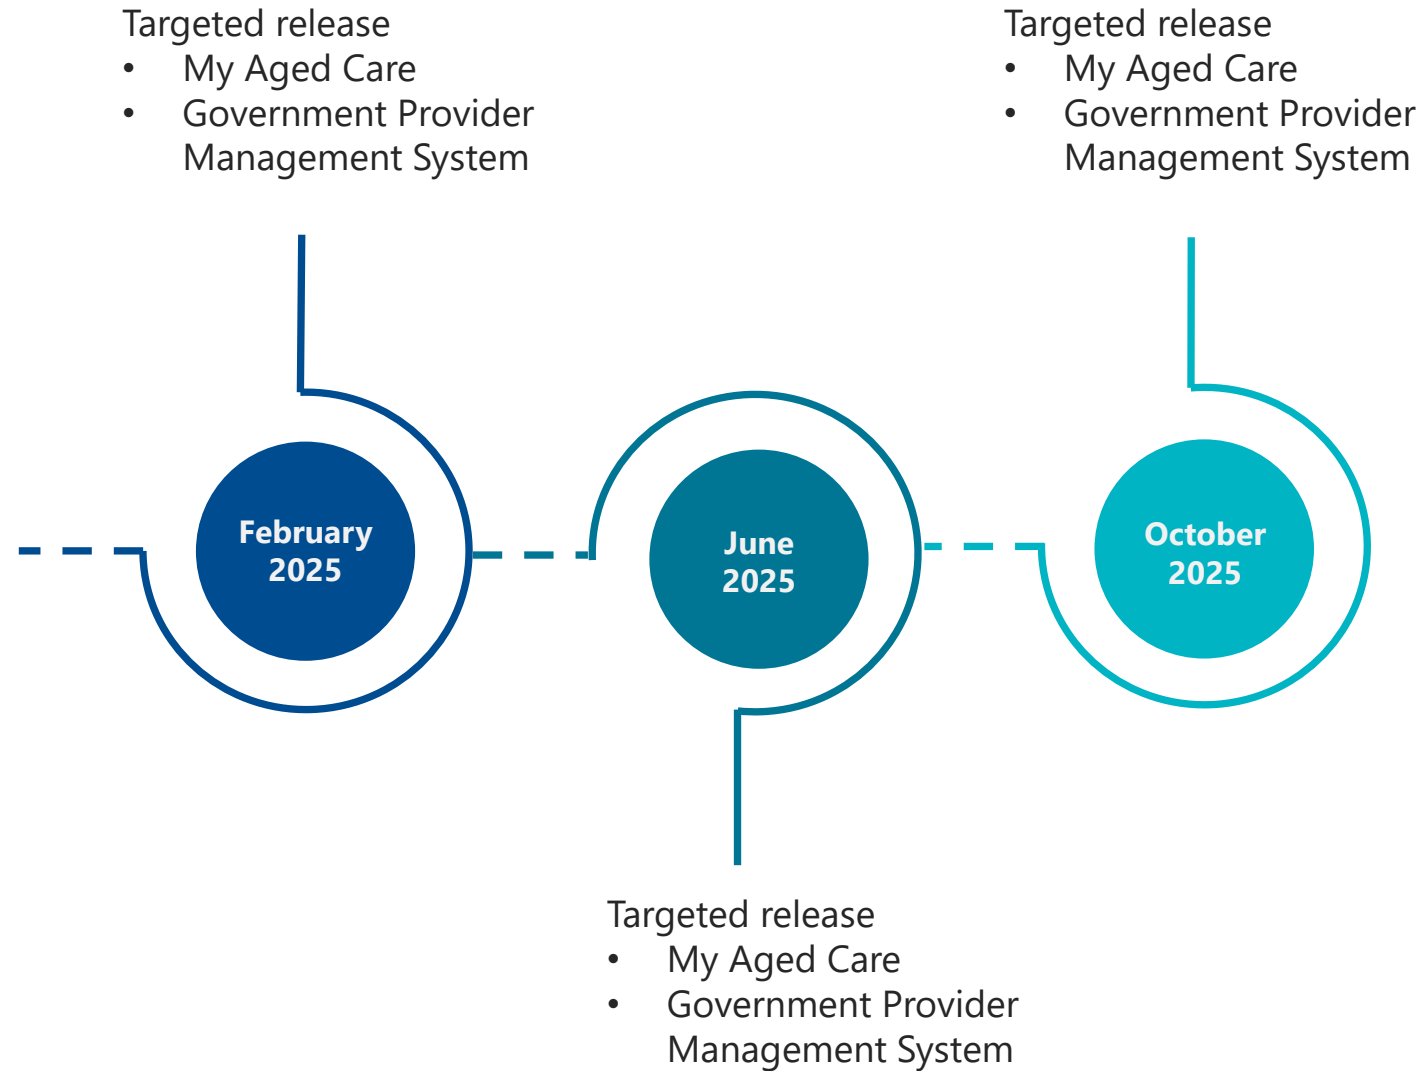 Targeted release
• My Aged Care
• Government Provider
Management System
Targeted release
• My Aged Care
• Government Provider
Management System
February
2025
June
2025
October
2025
Targeted release
• My Aged Care
• Government Provider
Management System